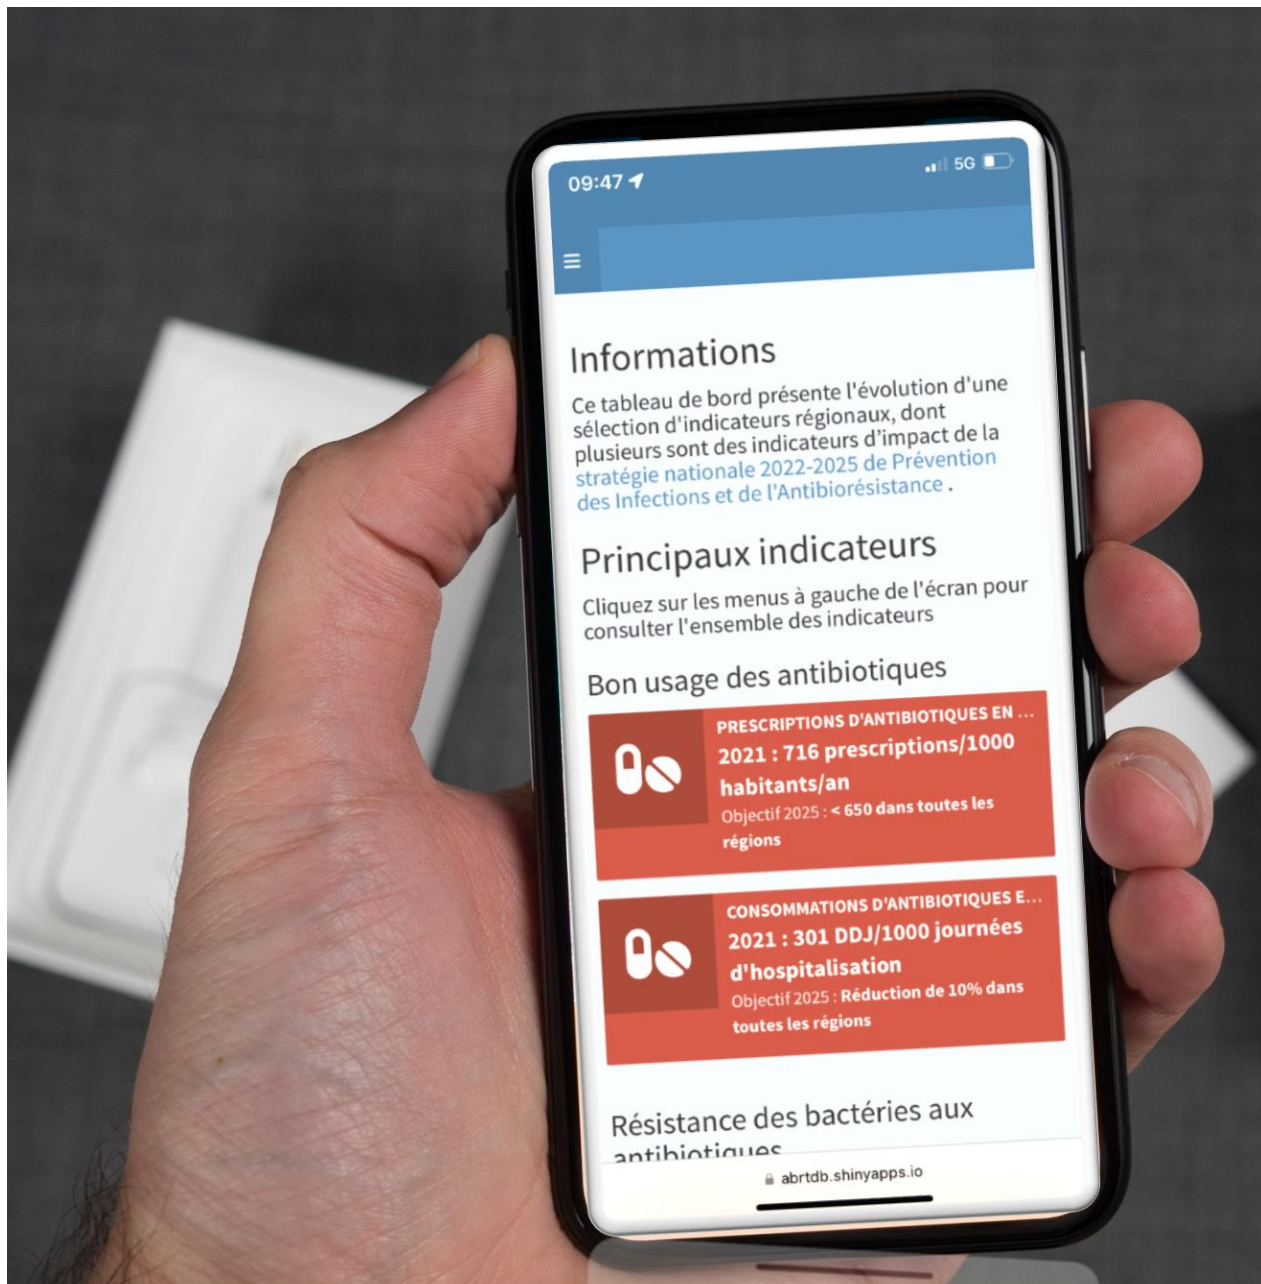 09:47
5G
Informations
Ce tableau de bord présente l'évolution d'une
sélection d'indicateurs régionaux, dont
plusieurs sont des indicateurs d’impact de la
stratégie nationale 2022-2025 de Prévention
des Infections et de l'Antibiorésistance .
Principaux indicateurs
Cliquez sur les menus à gauche de l'écran pour
consulter l'ensemble des indicateurs
Bon usage des antibiotiques
PRESCRIPTIONS D'ANTIBIOTIQUES EN ...
2021 : 716 prescriptions/1000
habitants/an
Objectif 2025 : < 650 dans toutes les
régions
CONSOMMATIONS D'ANTIBIOTIQUES E...
2021 : 301 DDJ/1000 journées
d'hospitalisation
Objectif 2025 : Réduction de 10% dans
toutes les régions
Résistance des bactéries aux
antibiotiques
abrtdb.shinyapps.io